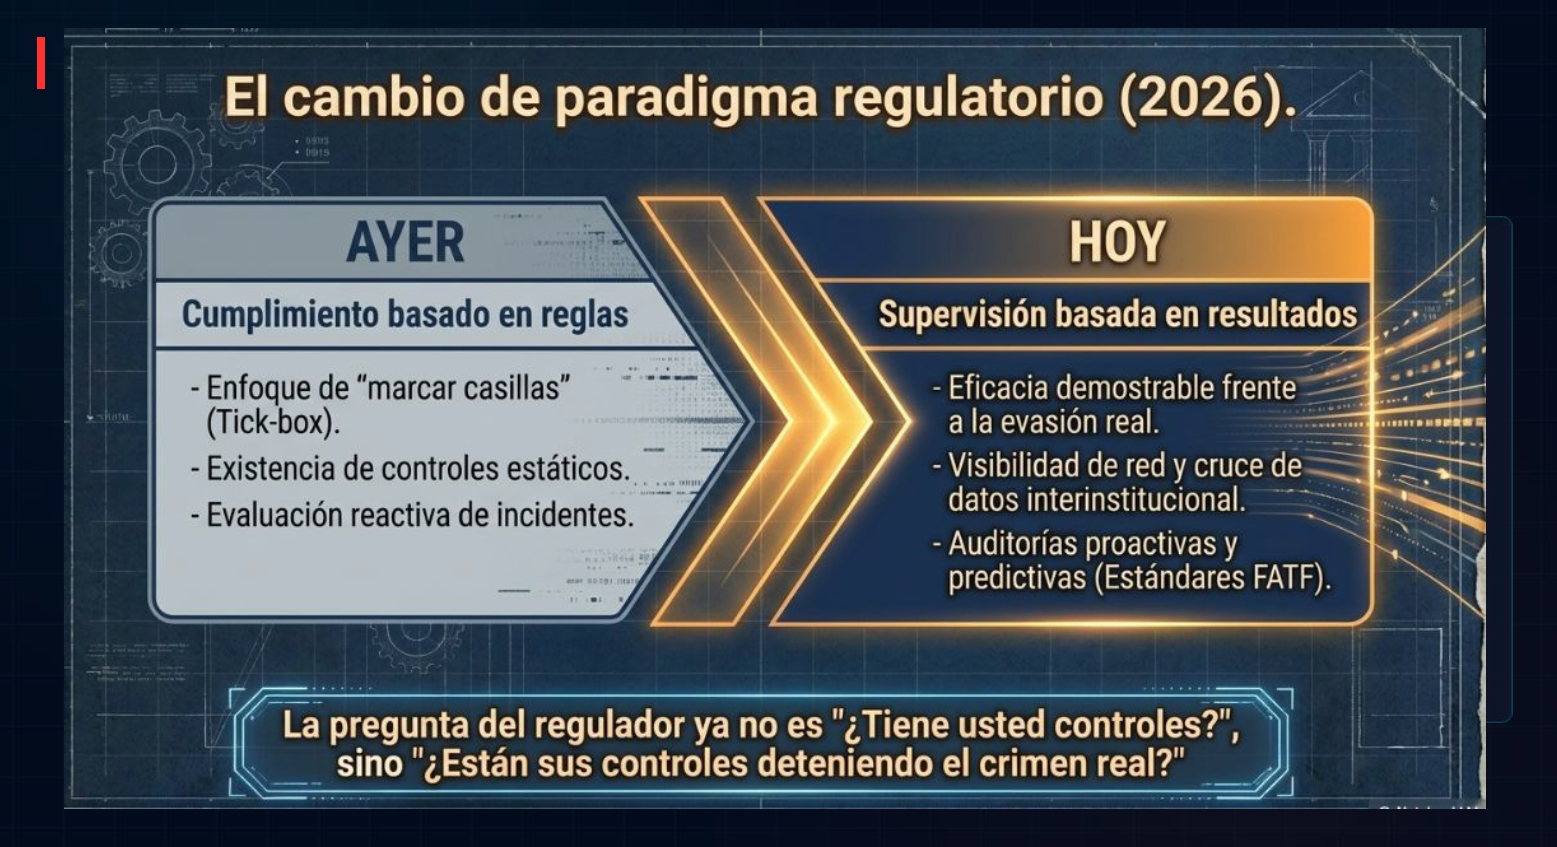 El cambio de paradigma regulatorio (2026).
AYER
Cumplimiento basado en reglas
- Enfoque de “marcar casillas”
(Tick-box).
- Existencia de controles estáticos.
- Evaluación reactiva de incidentes.
HOY
Supervisión basada en resultados
- Eficacia demostrable frente
a la evasión real.
- Visibilidad de red y cruce de
datos interinstitucional.
- Auditorías proactivas y
predictivas (Estándares FATF).
La pregunta del regulador ya no es "¿Tiene usted controles?",
sino "¿Están sus controles deteniendo el crimen real?"